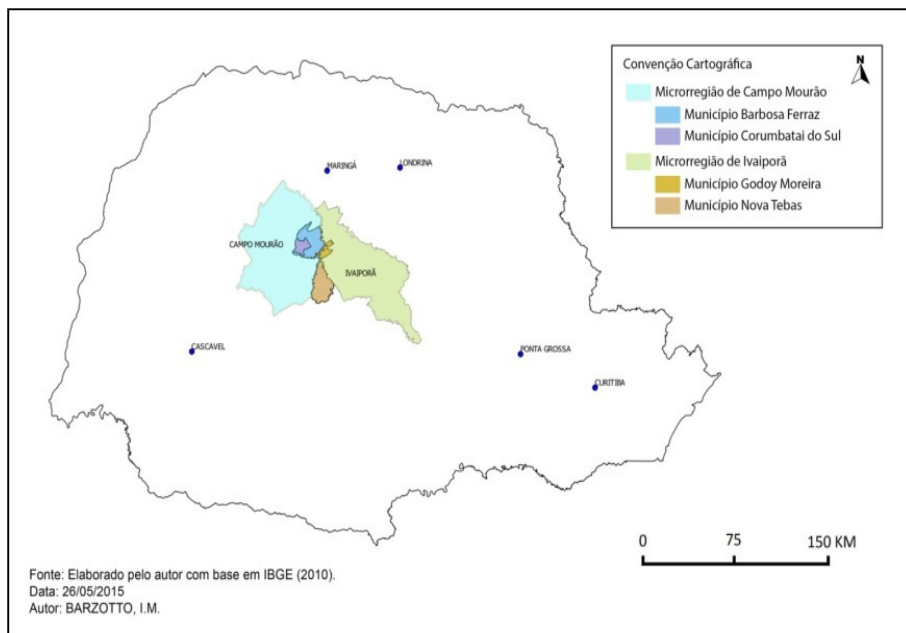 Convenção Cartográfica
N
Microrregião de Campo Mourão
Município Barbosa Ferraz
Município Corumbatai do Sul
Microrregião de Ivaiporã
Município Godoy Moreira
Município Nova Tebas
MARINGÁ
LONDRINA
CAMPO MOURÃO
IVAIPORÃ
CASCAVEL
PONTA GROSSA
CURITIBA
0 75 150 KM
Fonte: Elaborado pelo autor com base em IBGE (2010).
Data: 26/05/2015
Autor: BARZOTTO, I.M.